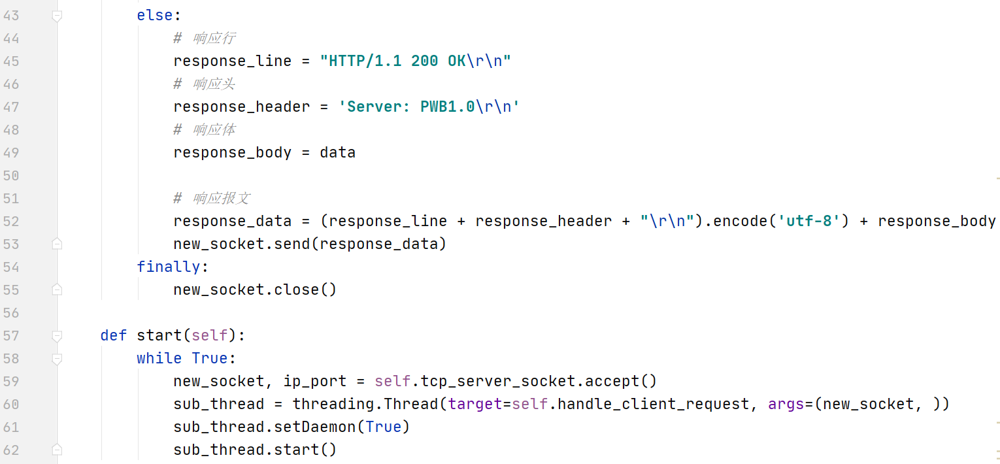 43 else:
44 # 响应行
45 response_line = "HTTP/1.1 200 OK\r\n"
46 # 响应头
47 response_header = 'Server: PWB1.0\r\n'
48 # 响应体
49 response_body = data
50
51 # 响应报文
52 response_data = (response_line + response_header + "\r\n").encode('utf-8') + response_body
53 new_socket.send(response_data)
54 finally:
55 new_socket.close()
56
57 def start(self):
58 while True:
59 new_socket, ip_port = self.tcp_server_socket.accept()
60 sub_thread = threading.Thread(target=self.handle_client_request, args=(new_socket, ))
61 sub_thread.setDaemon(True)
62 sub_thread.start()